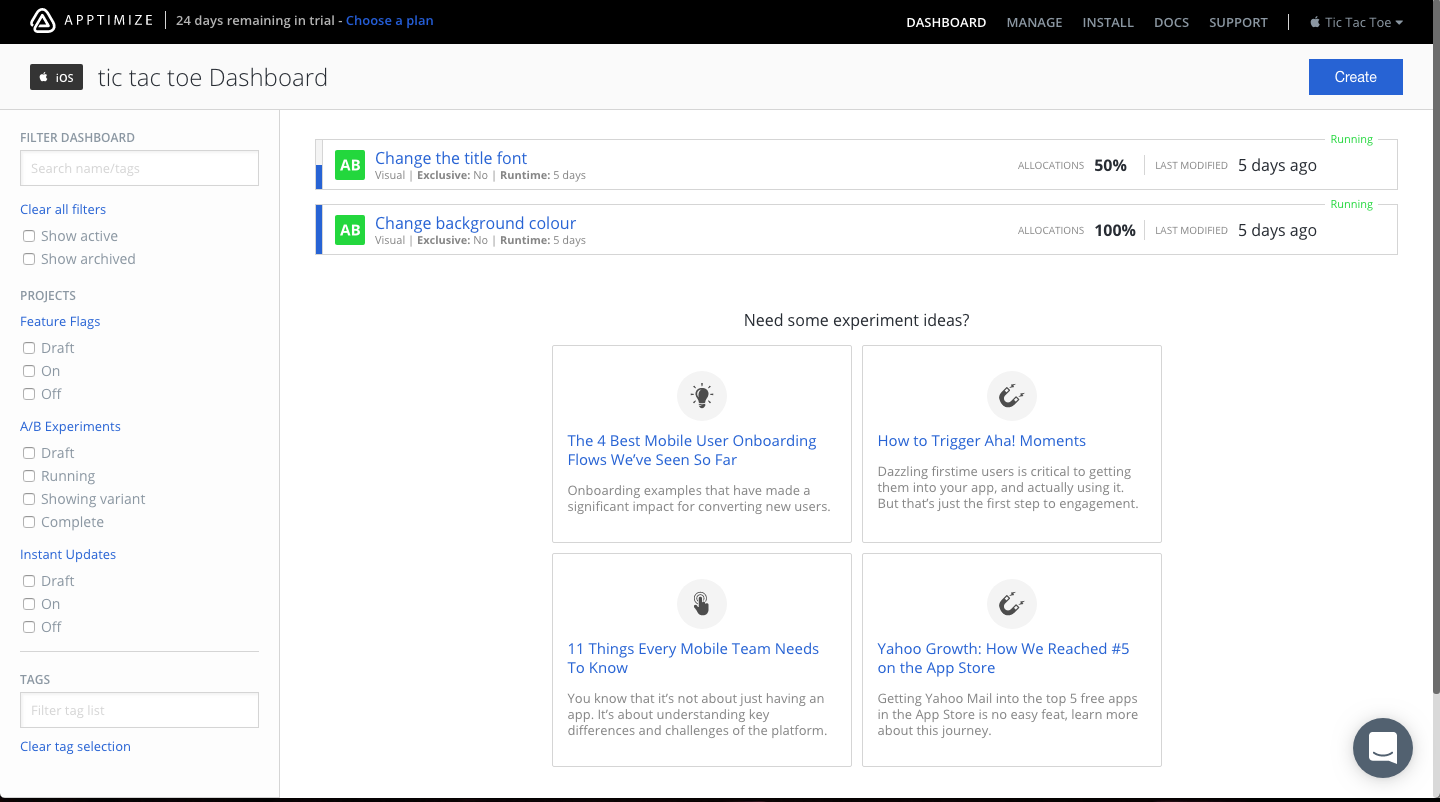 APPTIMIZE
24 days remaining in trial - Choose a plan
DASHBOARD
MANAGE
INSTALL
DOCS
SUPPORT
Tic Tac Toe
iOS
tic tac toe Dashboard
Create
FILTER DASHBOARD
Search name/tags
Clear all filters
Show active
Show archived
PROJECTS
Feature Flags
Draft
On
Off
A/B Experiments
Draft
Running
Showing variant
Complete
Instant Updates
Draft
On
Off
TAGS
Filter tag list
Clear tag selection
Running
AB
Change the title font
Visual | Exclusive: No | Runtime: 5 days
ALLOCATIONS 50%
LAST MODIFIED 5 days ago
Running
AB
Change background colour
Visual | Exclusive: No | Runtime: 5 days
ALLOCATIONS 100%
LAST MODIFIED 5 days ago
Need some experiment ideas?
The 4 Best Mobile User Onboarding
Flows We've Seen So Far
Onboarding examples that have made a
significant impact for converting new users.
How to Trigger Aha! Moments
Dazzling firstime users is critical to getting
them into your app, and actually using it.
But that's just the first step to engagement.
11 Things Every Mobile Team Needs
To Know
You know that it's not about just having an
app. It's about understanding key
differences and challenges of the platform.
Yahoo Growth: How We Reached #5
on the App Store
Getting Yahoo Mail into the top 5 free apps
in the App Store is no easy feat, learn more
about this journey.